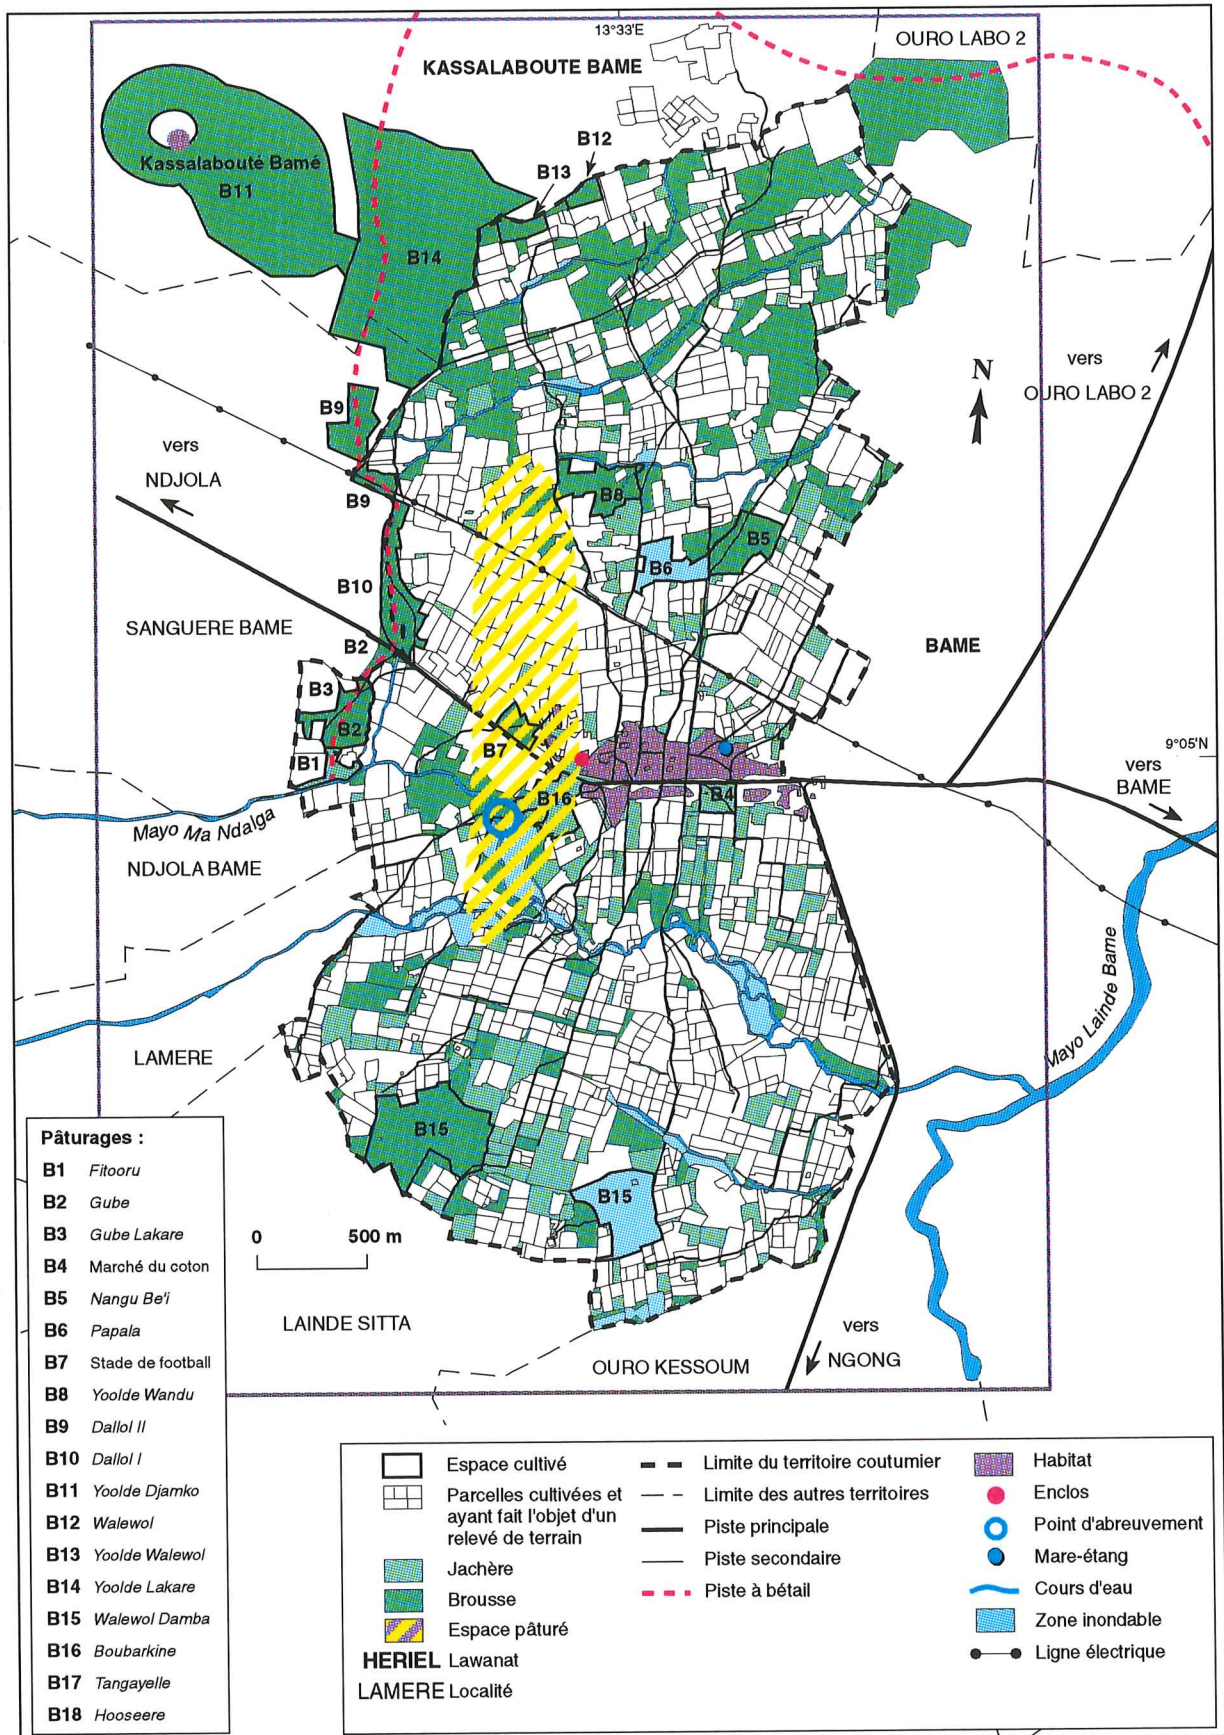 13°33'E
OURO LABO 2
KASSALABOUTE BAME
B12
B13
Kassalabouté Bamé
B11
B14
N
vers
OURO LABO 2
B9
vers
NDJOLA
B9
B8
B5
B6
B10
SANGUERE BAME
B2
BAME
B3
B2
B7
9°05'N
B1
vers
BAME
B16
B4
Mayo Ma Ndalga
NDJOLA BAME
Mayo Lainde Bame
LAMERE
B15
B15
0 500 m
LAINDE SITTA
OURO KESSOUM
vers
NGONG
Pâturages :
B1 Fitooru
B2 Gube
B3 Gube Lakare
B4 Marché du coton
B5 Nangu Be'i
B6 Papala
B7 Stade de football
B8 Yoolde Wandu
B9 Dallol II
B10 Dallol I
B11 Yoolde Djamko
B12 Walewol
B13 Yoolde Walewol
B14 Yoolde Lakare
B15 Walewol Damba
B16 Boubarkine
B17 Tangayelle
B18 Hooseere
Espace cultivé
Parcelles cultivées et
ayant fait l'objet d'un
relevé de terrain
Jachère
Brousse
Espace pâturé
HERIEL Lawanat
LAMERE Localité
Limite du territoire coutumier
Limite des autres territoires
Piste principale
Piste secondaire
Piste à bétail
Habitat
Enclos
Point d'abreuvement
Mare-étang
Cours d'eau
Zone inondable
Ligne électrique